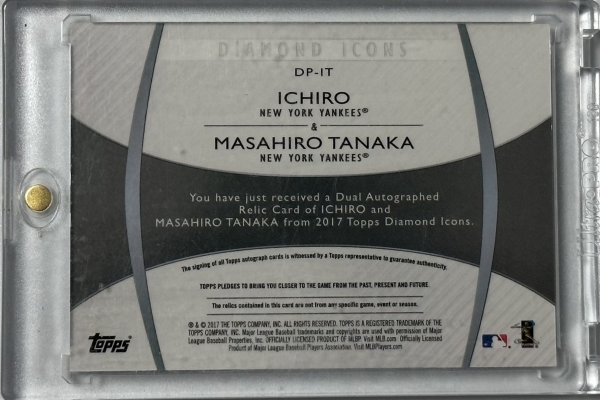 DIAMOND ICONS
DP-IT
ICHIRO
NEW YORK YANKEES®
&
MASAHIRO TANAKA
NEW YORK YANKEES®
You have just received a Dual Autographed
Relic Card of ICHIRO and
MASAHIRO TANAKA from 2017 Topps Diamond Icons.
The signing of all Topps autograph cards is witnessed by a Topps representative to guarantee authenticity.
TOPPS PLEDGES TO BRING YOU CLOSER TO THE GAME FROM THE PAST, PRESENT AND FUTURE.
The relics contained in this card are not from any specific game, event or season.
® & © 2017 THE TOPPS COMPANY, INC. ALL RIGHTS RESERVED. TOPPS IS A REGISTERED TRADEMARK OF THE
TOPPS COMPANY, INC. Major League Baseball trademarks and copyrights are used with permission of Major
League Baseball Properties, Inc. OFFICIALLY LICENSED PRODUCT OF MLBP. Visit MLB.com Officially Licensed
Product of Major League Baseball Players Association. Visit MLBPlayers.com
topps